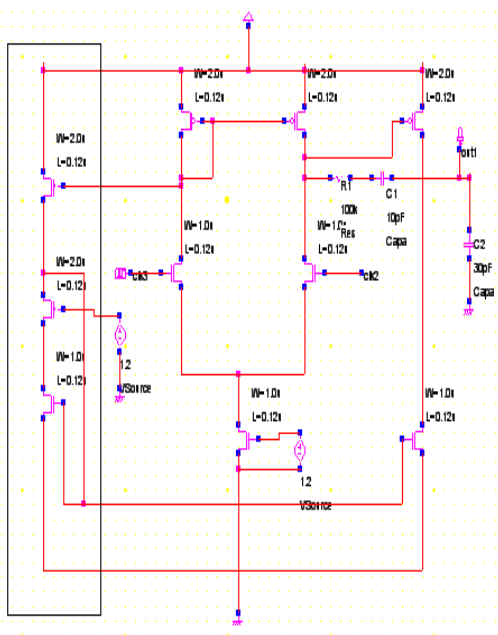 W=2.0u
L=0.12u
W=2.0u
L=0.12u
W=2.0u
L=0.12u
W=2.0u
L=0.12u
out1
R1
100k
Res
C1
10pF
Capa
W=1.0u
L=0.12u
W=1.0u
L=0.12u
clk3
clk2
C2
30pF
Capa
W=2.0u
L=0.12u
1.2
VSource
W=1.0u
L=0.12u
W=1.0u
L=0.12u
W=1.0u
L=0.12u
1.2
VSource